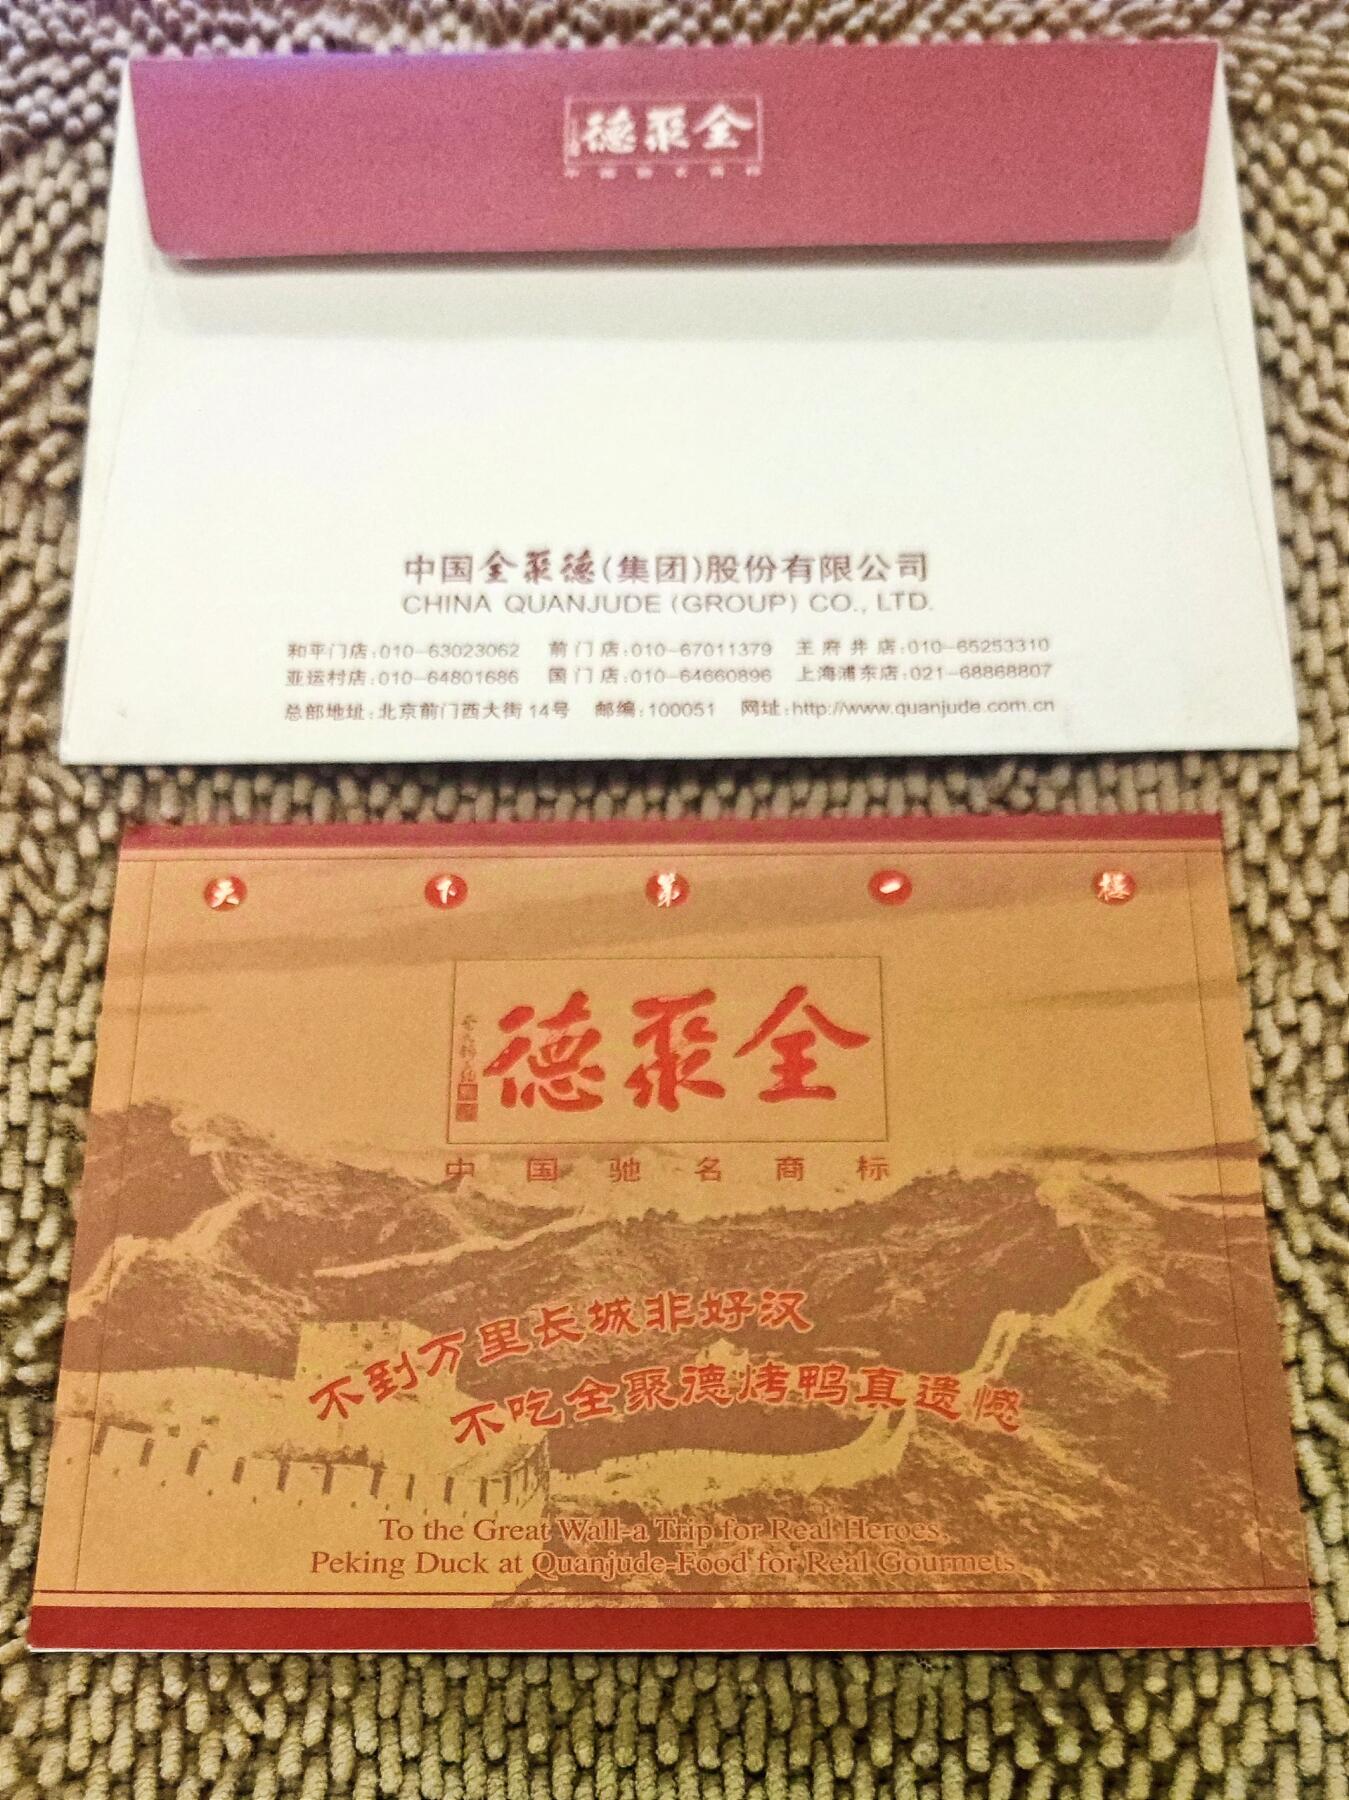 全聚德
中国驰名商标
中国全聚德(集团)股份有限公司
CHINA QUANJUDE (GROUP) CO., LTD.
和平门店:010-63023062 前门店:010-67011379 王府井店:010-65253310
亚运村店:010-64801686 国门店:010-64660896 上海浦东店:021-68868807
总部地址:北京前门西大街14号 邮编:100051 网址:http://www.quanjude.com.cn
天下第一楼
全聚德
中国驰名商标
不到万里长城非好汉
不吃全聚德烤鸭真遗憾
To the Great Wall-a Trip for Real Heroes,
Peking Duck at Quanjude-Food for Real Gourmets